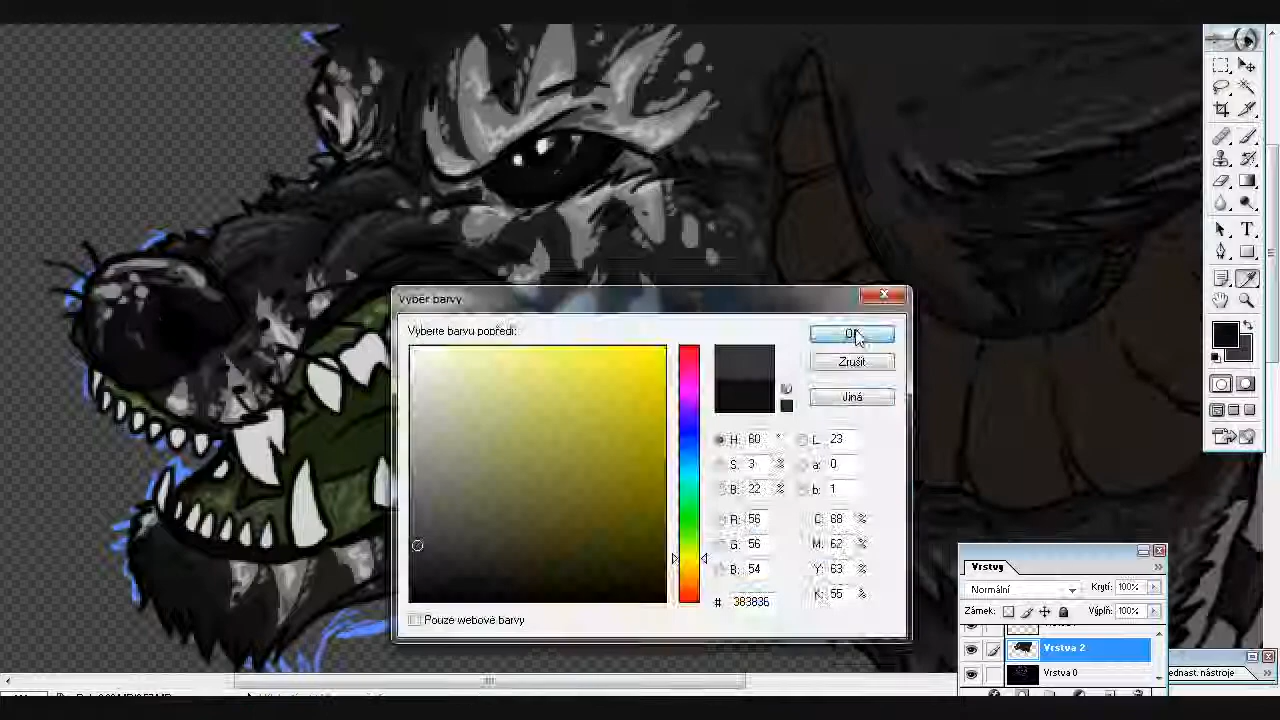 Výběr barvy
Vyberte barvu popředí:
OK
Zrušit
Jiná
H: 60 °
L: 23
S: 3 %
a: 0
B: 22 %
b: 1
R: 56
C: 68 %
G: 56
M: 62 %
B: 54
Y: 63 %
# 383836
K: 55 %
Pouze webové barvy
Vrstvy
Normální
Krytí: 100%
Zámek:
Výplň: 100%
Vrstva 2
Vrstva 0
nástroje